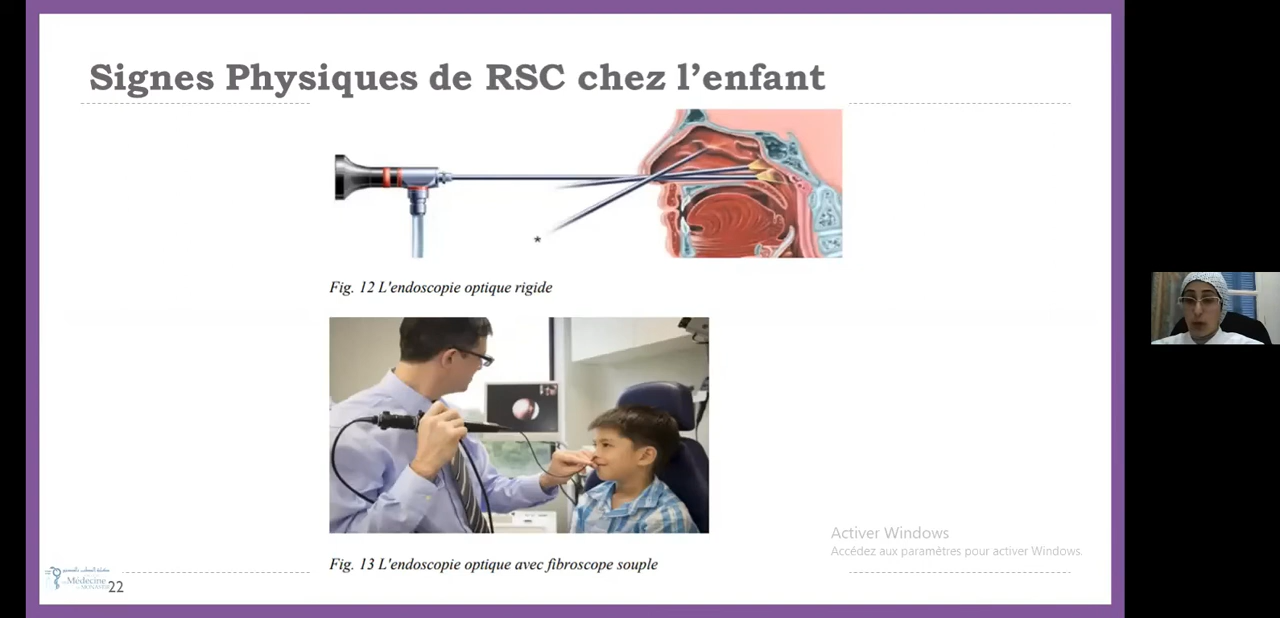 Signes Physiques de RSC chez l’enfant
*
Fig. 12 L'endoscopie optique rigide
Fig. 13 L'endoscopie optique avec fibroscope souple
Activer Windows
Accédez aux paramètres pour activer Windows.
Médecine
22